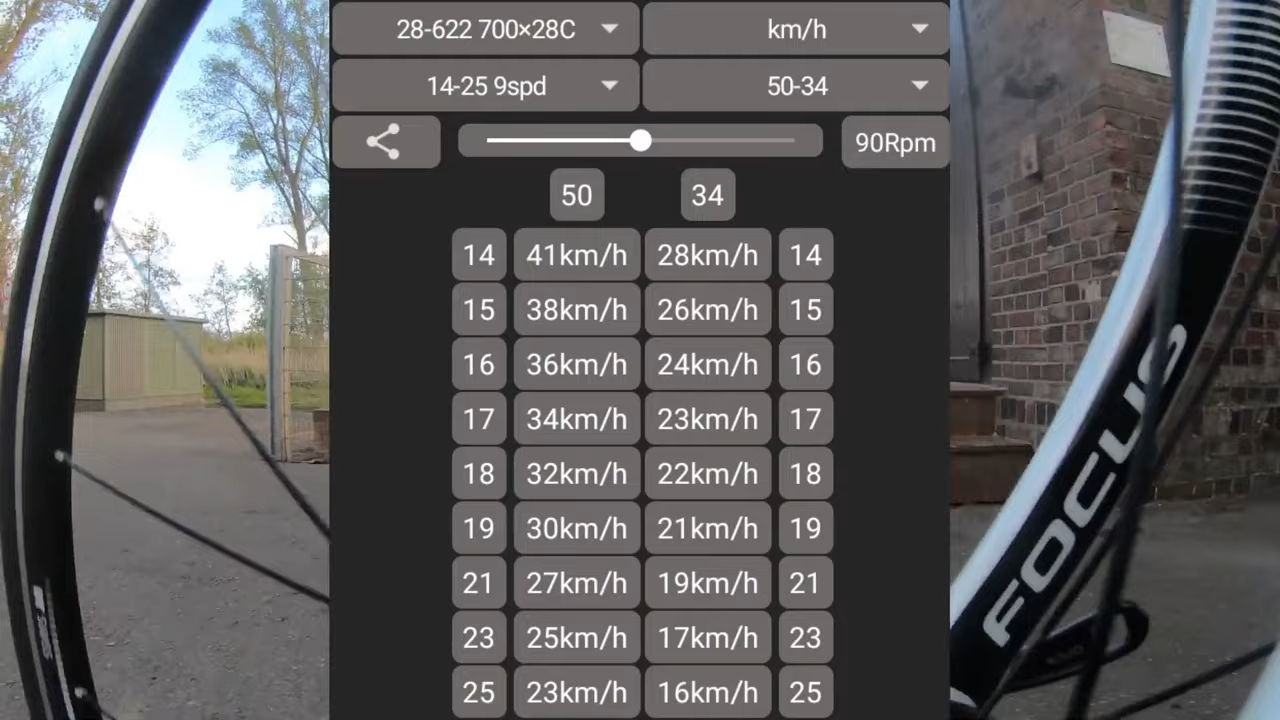 28-622 700×28C km/h
14-25 9spd 50-34
90Rpm
50 34
14 41km/h 28km/h 14
15 38km/h 26km/h 15
16 36km/h 24km/h 16
17 34km/h 23km/h 17
18 32km/h 22km/h 18
19 30km/h 21km/h 19
21 27km/h 19km/h 21
23 25km/h 17km/h 23
25 23km/h 16km/h 25
FOCUS